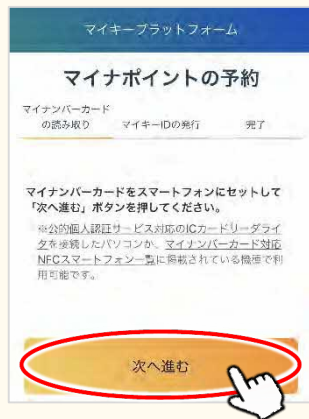 マイキープラットフォーム
マイナポイントの予約
マイナンバーカード
の読み取り マイキーIDの発行 完了
マイナンバーカードをスマートフォンにセットして
「次へ進む」ボタンを押してください。
※公的個人認証サービス対応のICカードリーダライ
タを接続したパソコンか、マイナンバーカード対応
NFCスマートフォン一覧に掲載されている機種で利
用可能です。
次へ進む